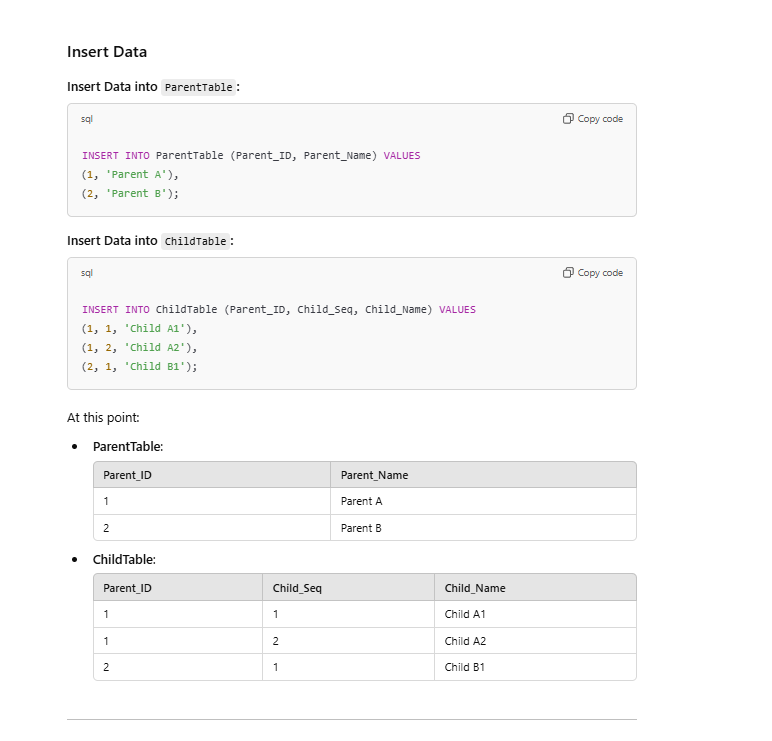 Insert Data
Insert Data into ParentTable:
sql
Copy code
INSERT INTO ParentTable (Parent_ID, Parent_Name) VALUES
(1, 'Parent A'),
(2, 'Parent B');
Insert Data into ChildTable:
sql
Copy code
INSERT INTO ChildTable (Parent_ID, Child_Seq, Child_Name) VALUES
(1, 1, 'Child A1'),
(1, 2, 'Child A2'),
(2, 1, 'Child B1');
At this point:
• ParentTable:
Parent_ID Parent_Name
1 Parent A
2 Parent B
• ChildTable:
Parent_ID Child_Seq Child_Name
1 1 Child A1
1 2 Child A2
2 1 Child B1